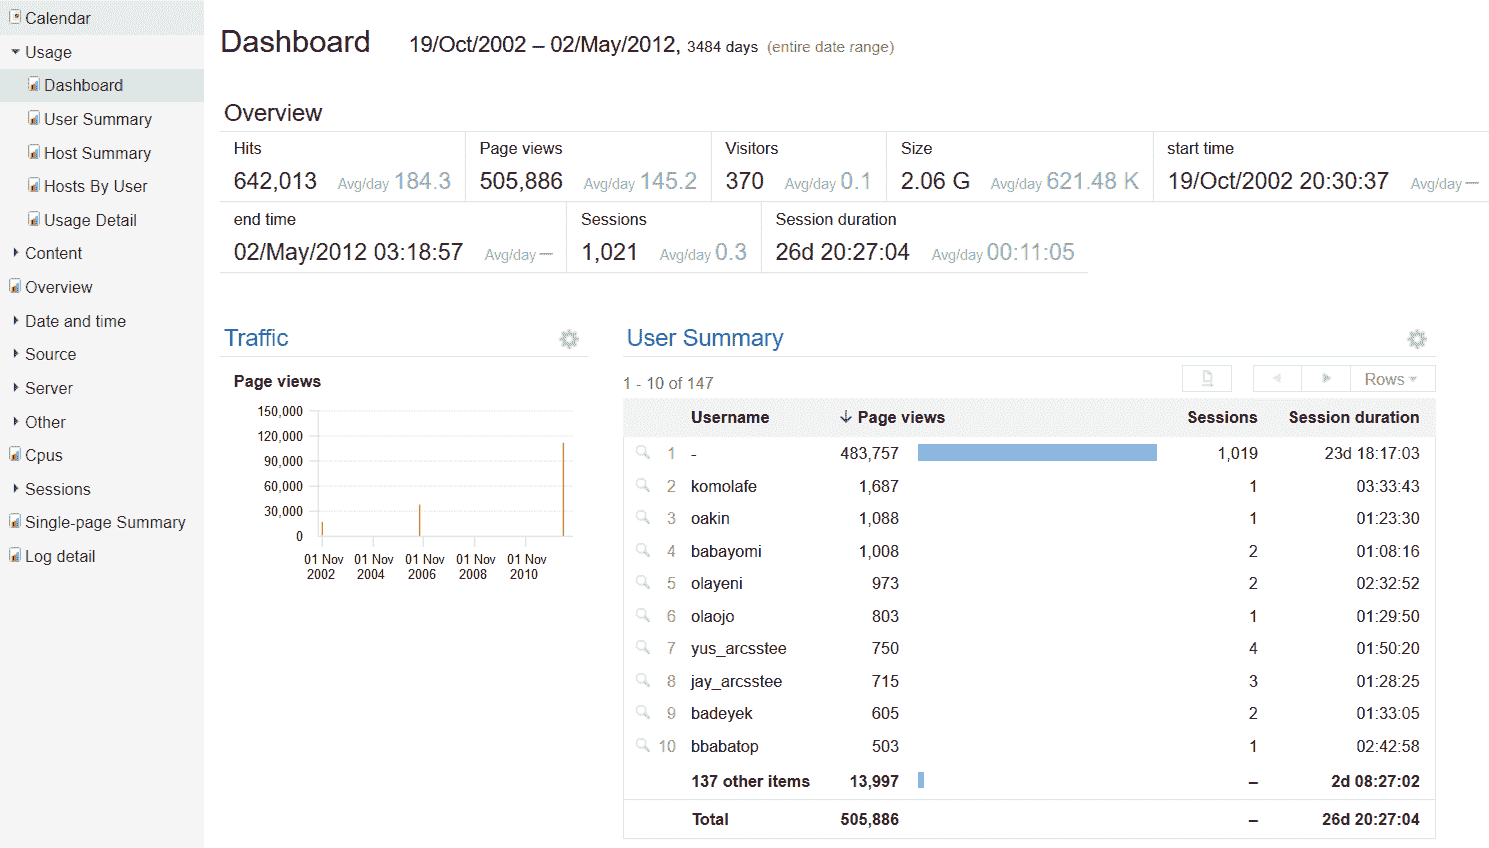 Calendar
Usage
Dashboard
User Summary
Host Summary
Hosts By User
Usage Detail
Content
Overview
Date and time
Source
Server
Other
Cpus
Sessions
Single-page Summary
Log detail
Dashboard 19/Oct/2002 – 02/May/2012, 3484 days (entire date range)
Overview
Hits Page views Visitors Size start time
642,013 Avg/day 184.3 505,886 Avg/day 145.2 370 Avg/day 0.1 2.06 G Avg/day 621.48 K 19/Oct/2002 20:30:37 Avg/day —
end time Sessions Session duration
02/May/2012 03:18:57 Avg/day — 1,021 Avg/day 0.3 26d 20:27:04 Avg/day 00:11:05
Traffic
Page views
150,000
120,000
90,000
60,000
30,000
0
01 Nov 01 Nov 01 Nov 01 Nov 01 Nov
2002 2004 2006 2008 2010
User Summary
1 - 10 of 147 Rows
Username Page views Sessions Session duration
1 - 483,757 1,019 23d 18:17:03
2 komolafe 1,687 1 03:33:43
3 oakin 1,088 1 01:23:30
4 babayomi 1,008 2 01:08:16
5 olayeni 973 2 02:32:52
6 olaojo 803 1 01:29:50
7 yus_arcsstee 750 4 01:50:20
8 jay_arcsstee 715 3 01:28:25
9 badeyek 605 2 01:33:05
10 bbabatop 503 1 02:42:58
137 other items 13,997 – 2d 08:27:02
Total 505,886 – 26d 20:27:04